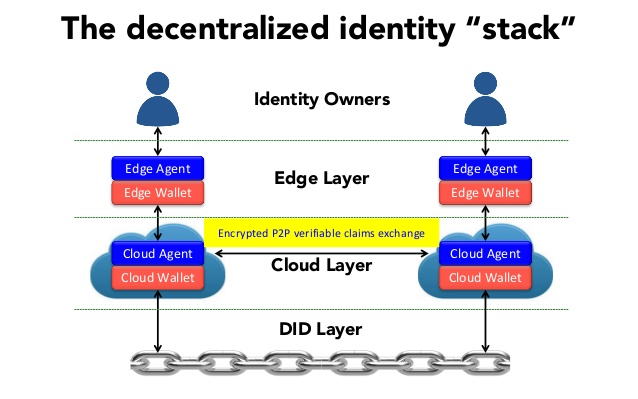 The decentralized identity “stack”
Identity Owners
Edge Agent
Edge Wallet
Edge Layer
Edge Agent
Edge Wallet
Encrypted P2P verifiable claims exchange
Cloud Agent
Cloud Wallet
Cloud Layer
Cloud Agent
Cloud Wallet
DID Layer